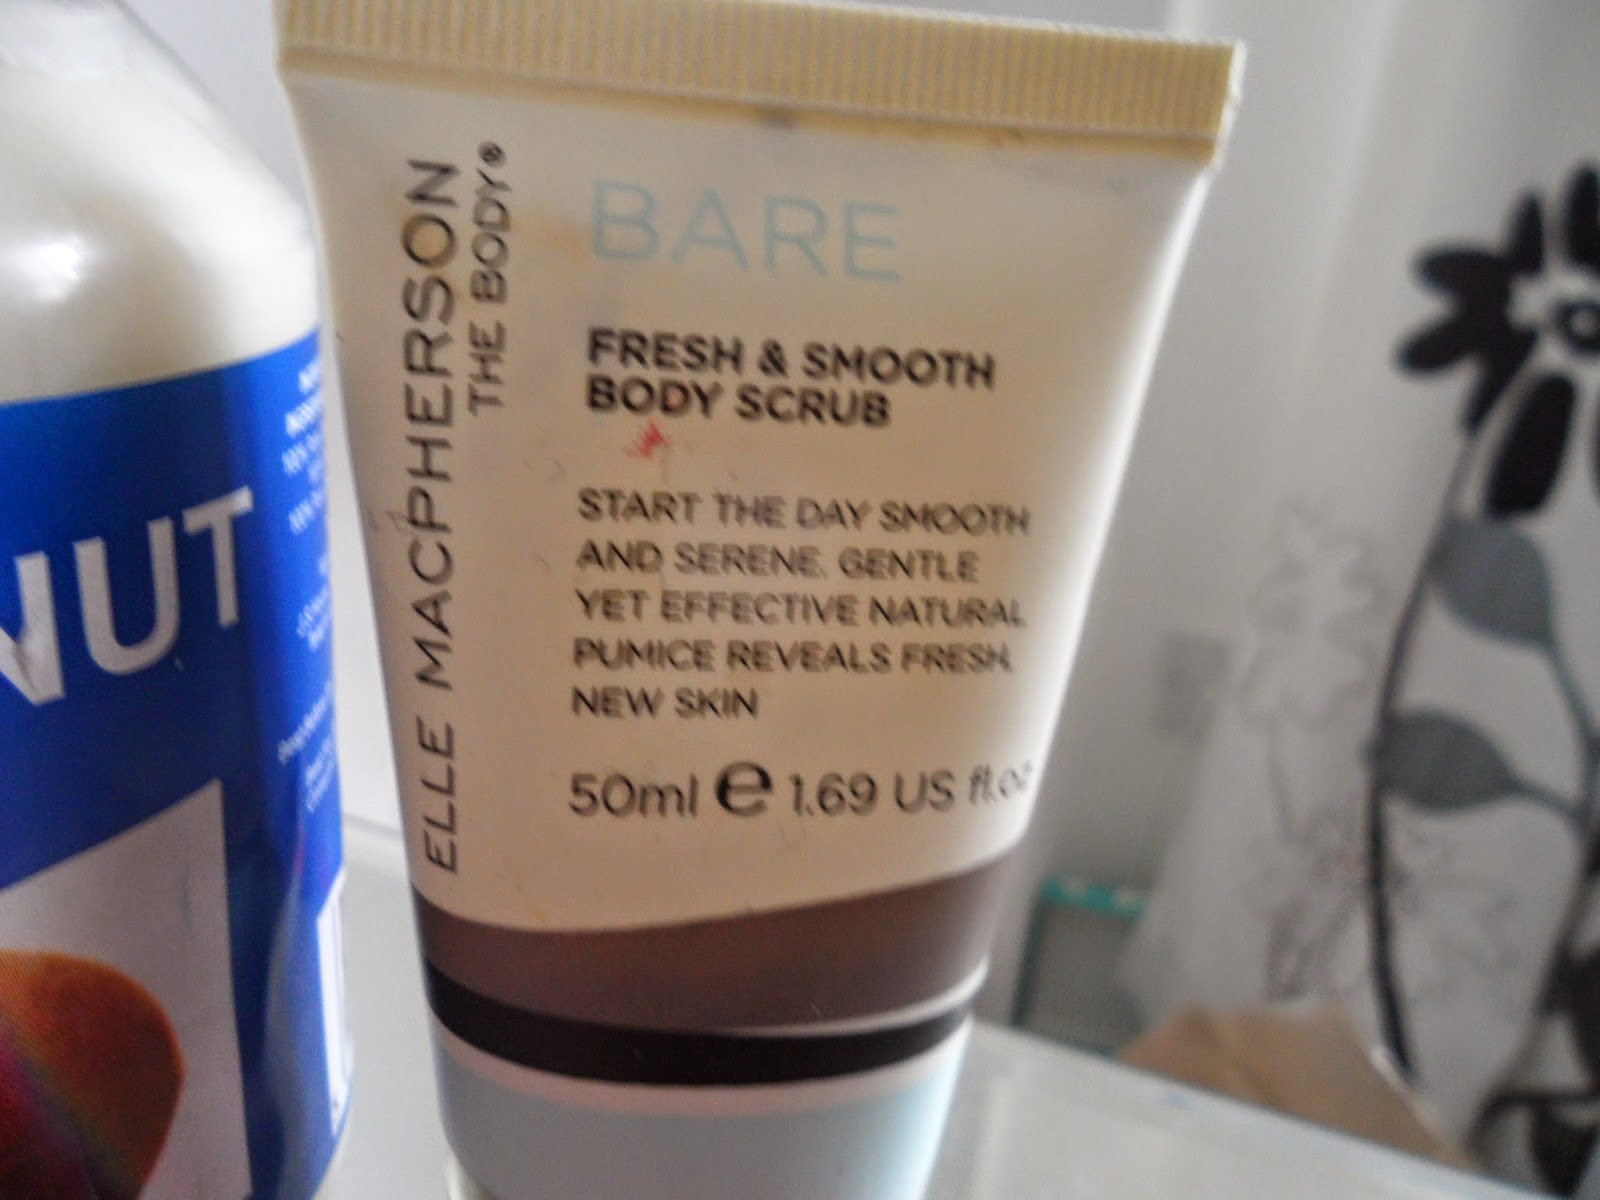 NUT
ELLE MACPHERSON
THE BODY®
BARE
FRESH & SMOOTH
BODY SCRUB
START THE DAY SMOOTH
AND SERENE. GENTLE
YET EFFECTIVE NATURAL
PUMICE REVEALS FRESH,
NEW SKIN
50ml e 1.69 US fl.oz